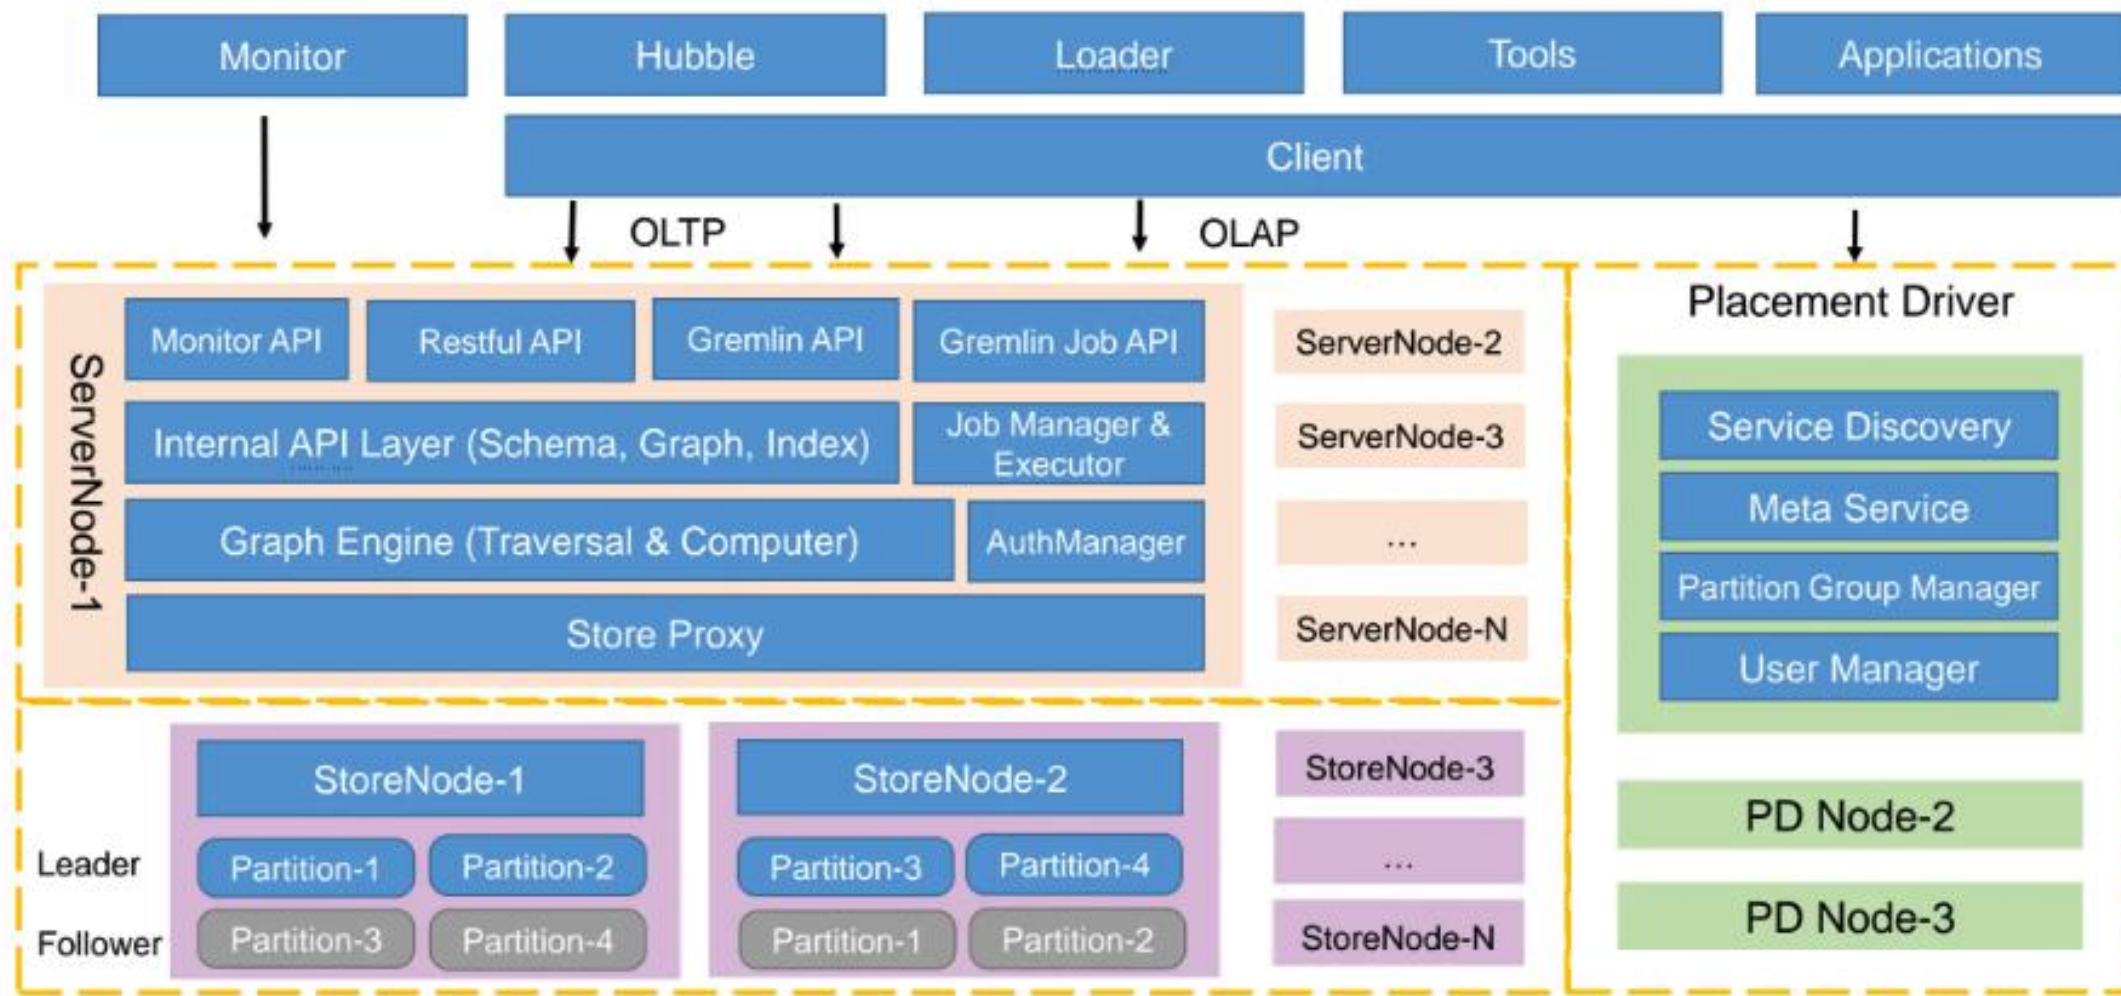 Monitor
Hubble
Loader
Tools
Applications
Client
OLTP
OLAP
ServerNode-1
Monitor API
Restful API
Gremlin API
Gremlin Job API
Internal API Layer (Schema, Graph, Index)
Job Manager &
Executor
Graph Engine (Traversal & Computer)
AuthManager
Store Proxy
ServerNode-2
ServerNode-3
...
ServerNode-N
Placement Driver
Service Discovery
Meta Service
Partition Group Manager
User Manager
PD Node-2
PD Node-3
Leader
Follower
StoreNode-1
Partition-1
Partition-2
Partition-3
Partition-4
StoreNode-2
Partition-3
Partition-4
Partition-1
Partition-2
StoreNode-3
...
StoreNode-N